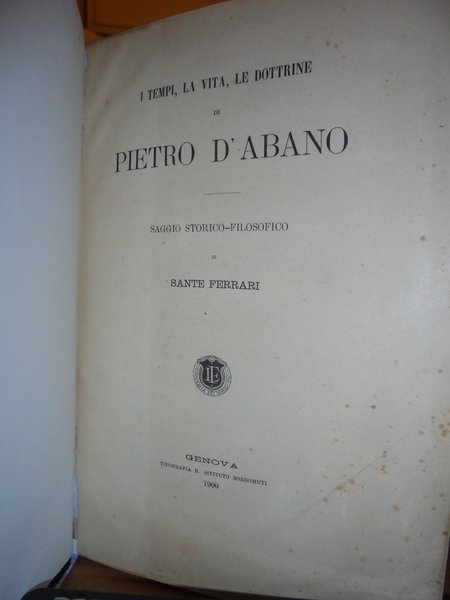 I TEMPI, LA VITA, LE DOTTRINE
DI
PIETRO D'ABANO
SAGGIO STORICO-FILOSOFICO
DI
SANTE FERRARI
GENOVA
TIPOGRAFIA R. ISTITUTO SORDOMUTI
1900